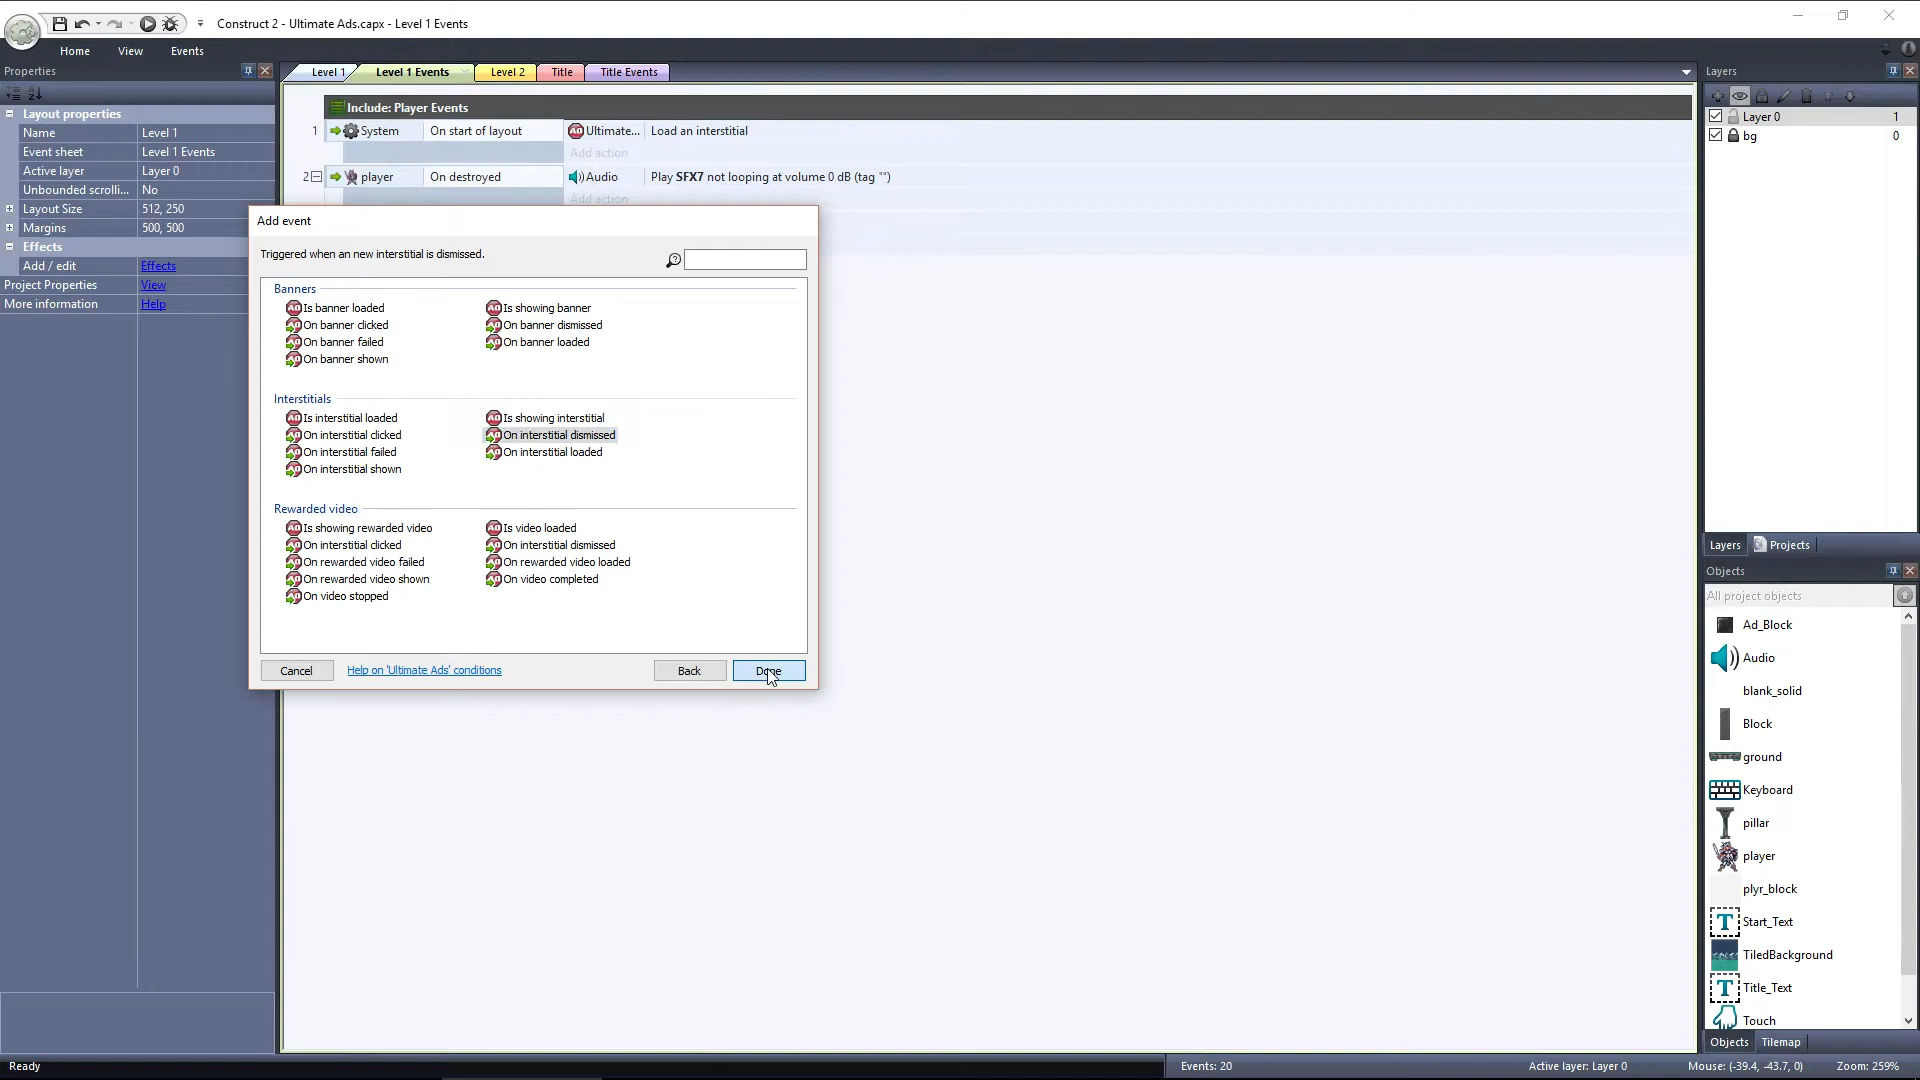 Construct 2 - Ultimate Ads.capx - Level 1 Events
Home View Events
Properties
Layout properties
Name Level 1
Event sheet Level 1 Events
Active layer Layer 0
Unbounded scrolli... No
Layout Size 512, 250
Margins 500, 500
Effects
Add / edit Effects
Project Properties View
More information Help
Level 1 Level 1 Events Level 2 Title Title Events
Include: Player Events
1 System On start of layout Ultimate... Load an interstitial
Add action
2 player On destroyed Audio Play SFX7 not looping at volume 0 dB (tag "")
Add action
Add event
Triggered when an new interstitial is dismissed.
Banners
Is banner loaded Is showing banner
On banner clicked On banner dismissed
On banner failed On banner loaded
On banner shown
Interstitials
Is interstitial loaded Is showing interstitial
On interstitial clicked On interstitial dismissed
On interstitial failed On interstitial loaded
On interstitial shown
Rewarded video
Is showing rewarded video Is video loaded
On interstitial clicked On interstitial dismissed
On rewarded video failed On rewarded video loaded
On rewarded video shown On video completed
On video stopped
Cancel Help on 'Ultimate Ads' conditions Back Done
Layers
Layer 0 1
bg 0
Layers Projects
Objects
All project objects
Ad_Block
Audio
blank_solid
Block
ground
Keyboard
pillar
player
plyr_block
Start_Text
TiledBackground
Title_Text
Touch
Objects Tilemap
Ready Events: 20 Active layer: Layer 0 Mouse: (-39.4, -43.7, 0) Zoom: 259%